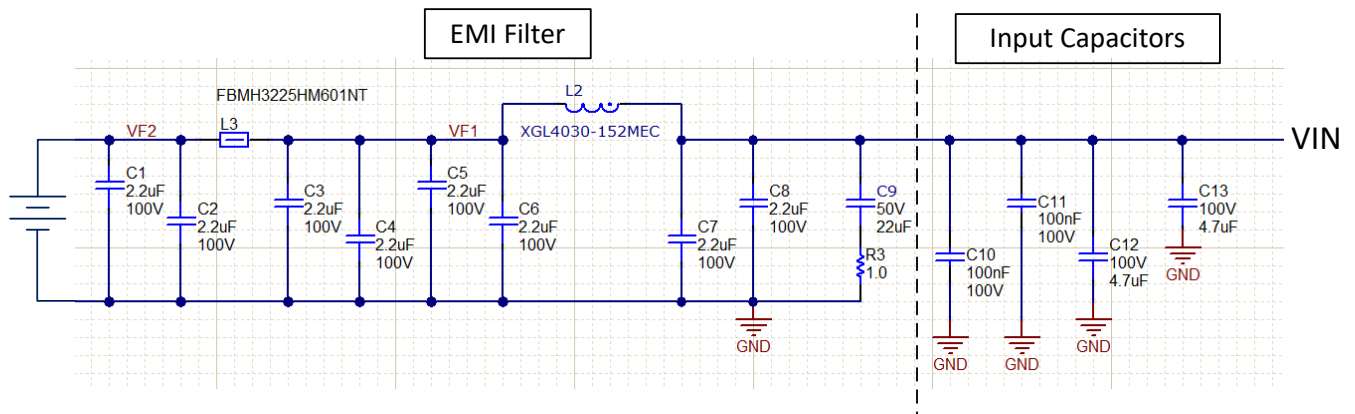 EMI Filter
Input Capacitors
FBMH3225HM601NT
L3
VF2
VF1
L2
XGL4030-152MEC
VIN
C1
2.2uF
100V
C2
2.2uF
100V
C3
2.2uF
100V
C4
2.2uF
100V
C5
2.2uF
100V
C6
2.2uF
100V
C7
2.2uF
100V
C8
2.2uF
100V
C9
50V
22uF
R3
1.0
GND
C10
100nF
100V
GND
C11
100nF
100V
GND
C12
100V
4.7uF
GND
C13
100V
4.7uF
GND